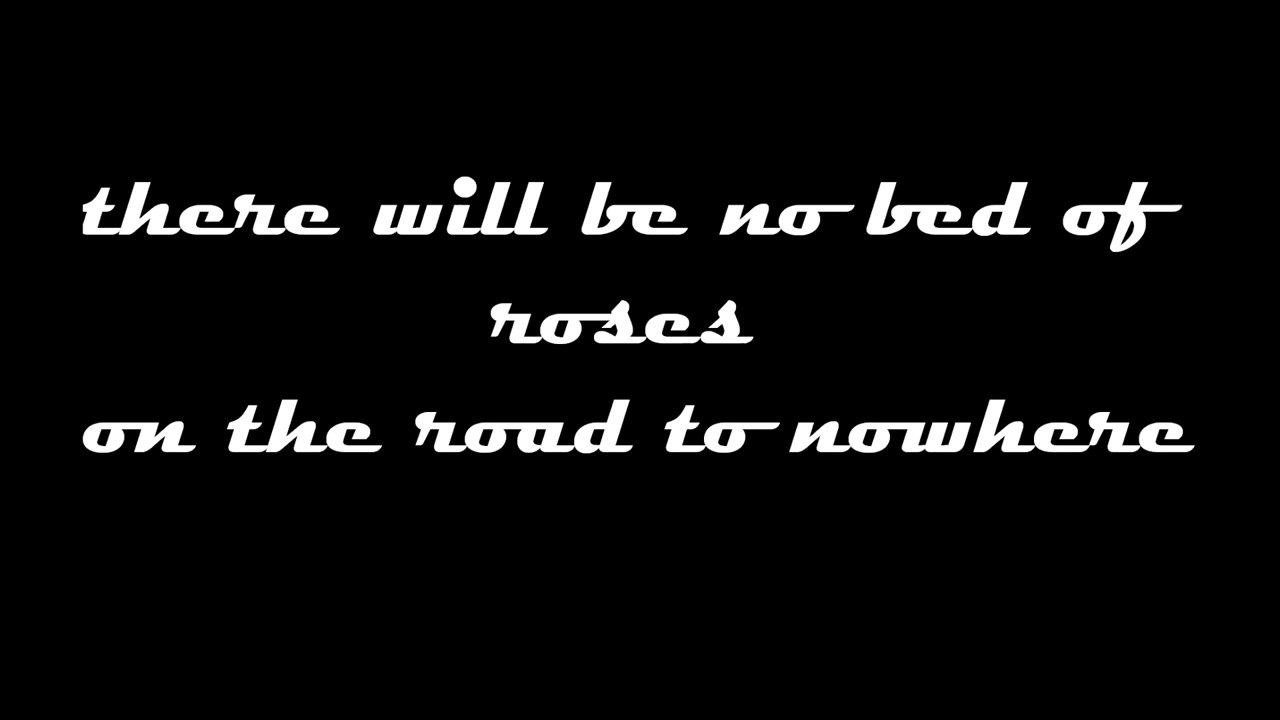 there will be no bed of
roses
on the road to nowhere